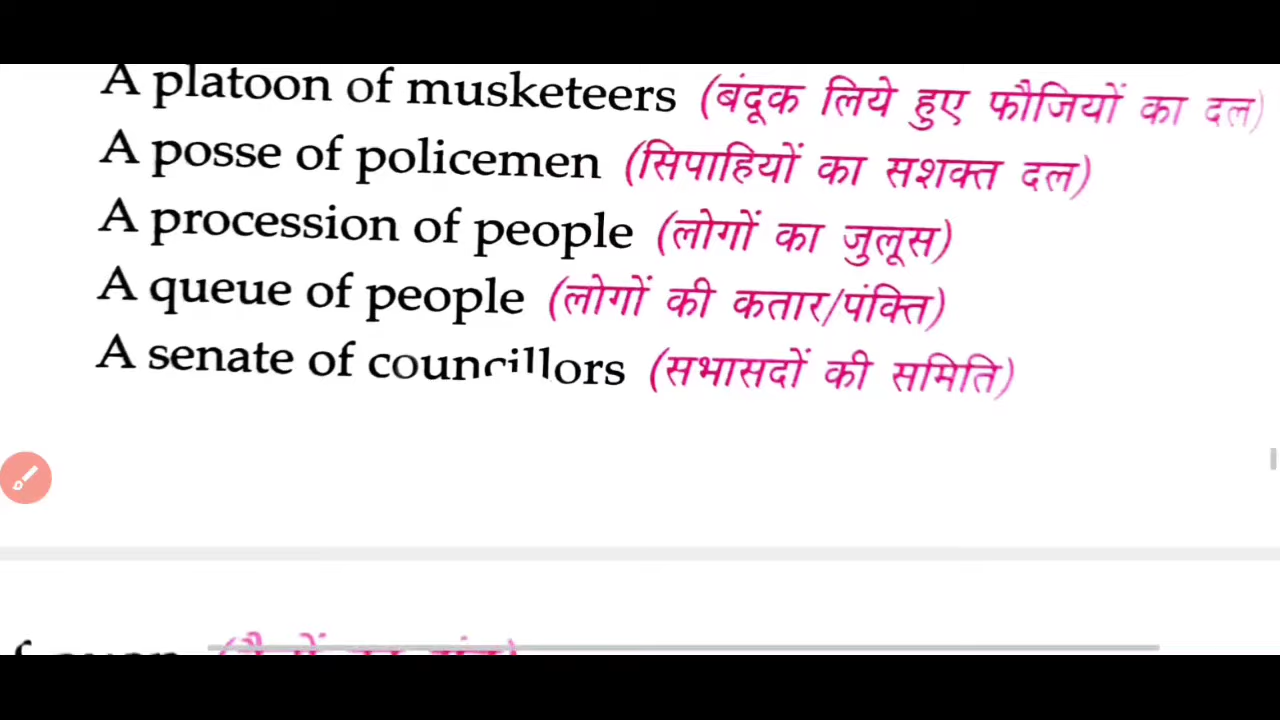 A platoon of musketeers (बंदूक लिये हुए फौजियों का दल)
A posse of policemen (सिपाहियों का सशक्त दल)
A procession of people (लोगों का जुलूस)
A queue of people (लोगों की कतार/पंक्ति)
A senate of councillors (सभासदों की समिति)